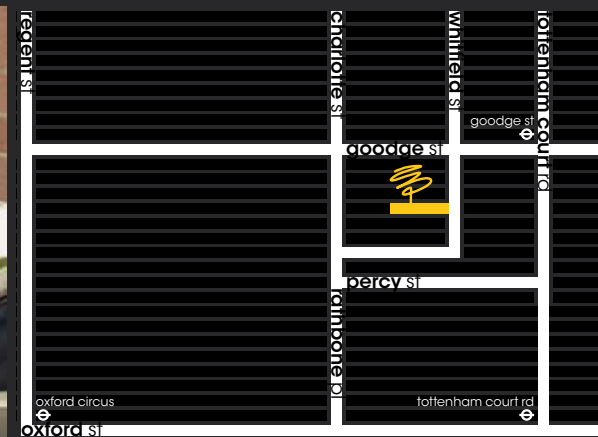 regent st
charlotte st
whitfield st
tottenham court rd
goodge st
goodge st
percy st
rathbone pl
oxford circus
tottenham court rd
oxford st